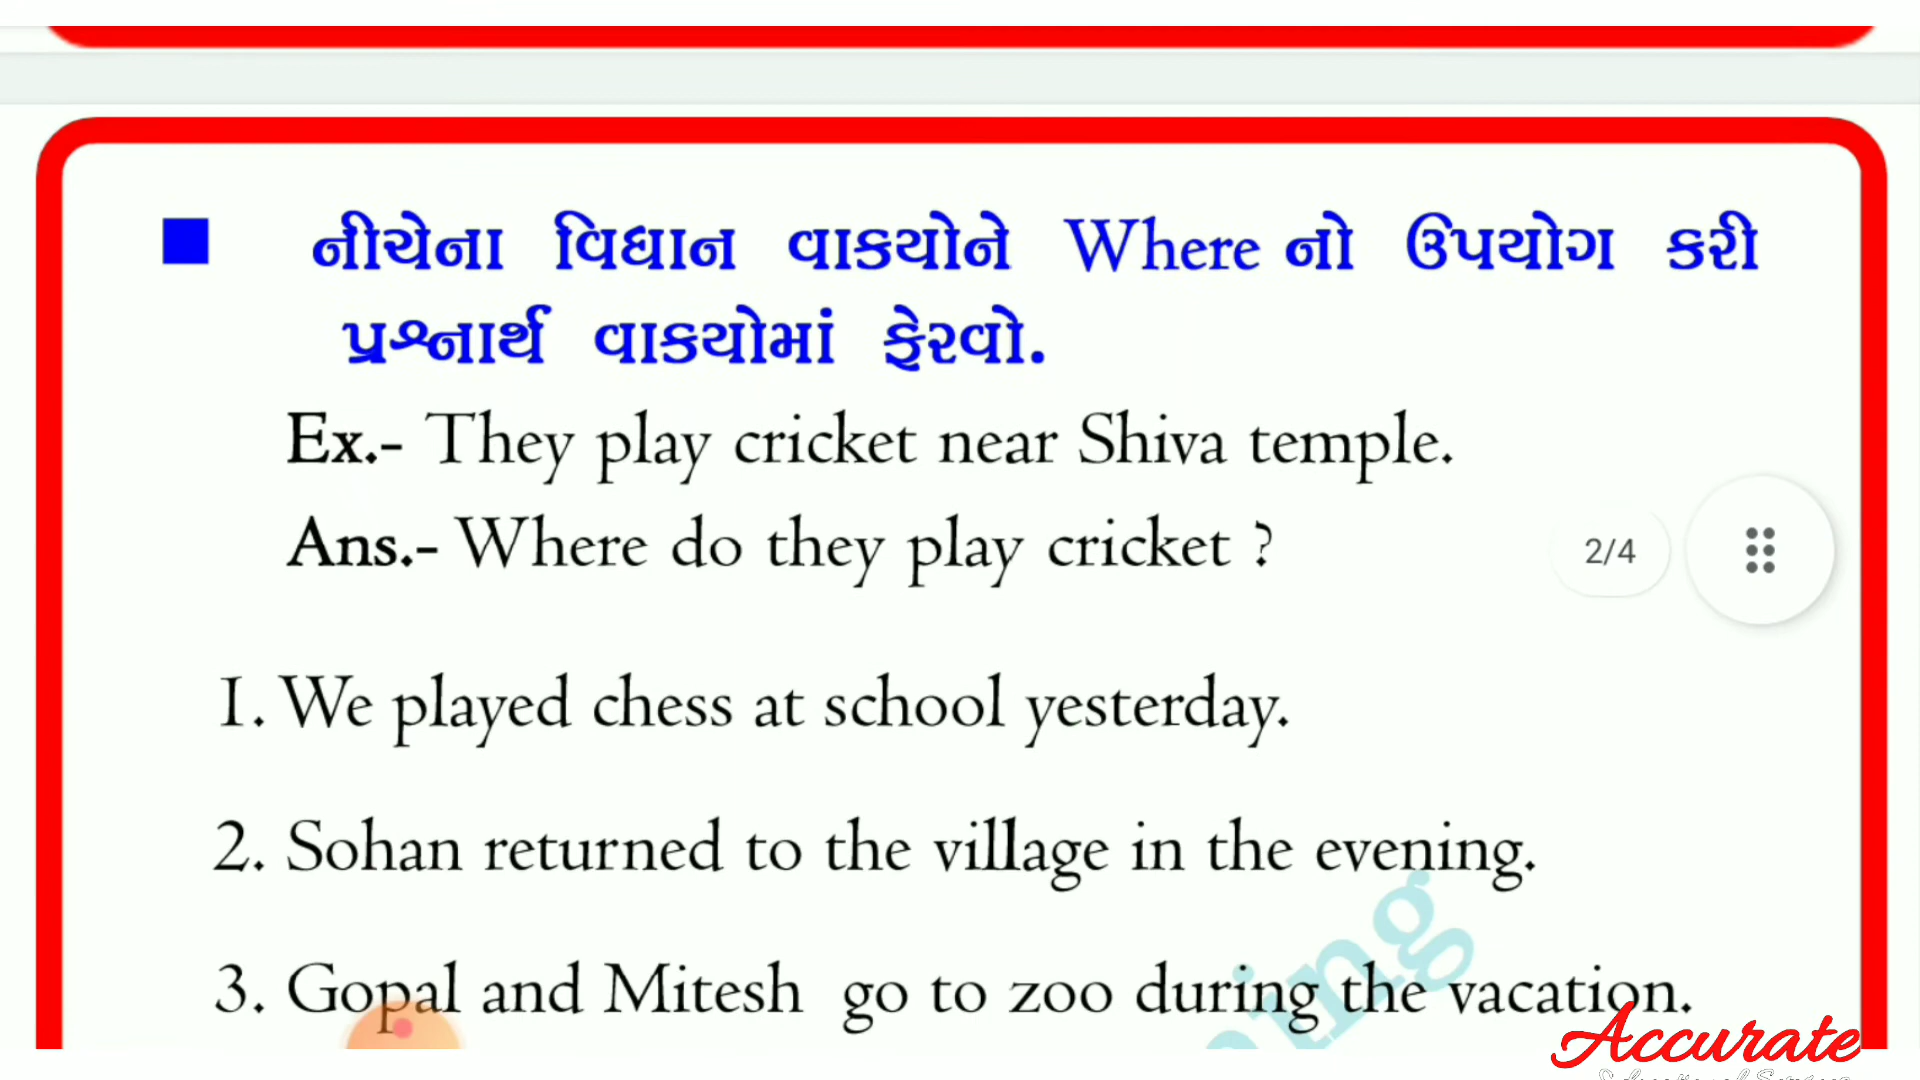 ■ નીચેના વિધાન વાકયોને Where નો ઉપયોગ કરી
પ્રશ્નાર્થ વાકયોમાં ફેરવો.
Ex.- They play cricket near Shiva temple.
Ans.- Where do they play cricket ?
2/4
1. We played chess at school yesterday.
2. Sohan returned to the village in the evening.
3. Gopal and Mitesh go to zoo during the vacation.
Accurate